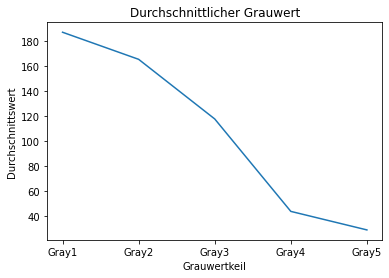 Durchschnittlicher Grauwert
Durchschnittswert
180
160
140
120
100
80
60
40
Gray1 Gray2 Gray3 Gray4 Gray5
Grauwertkeil